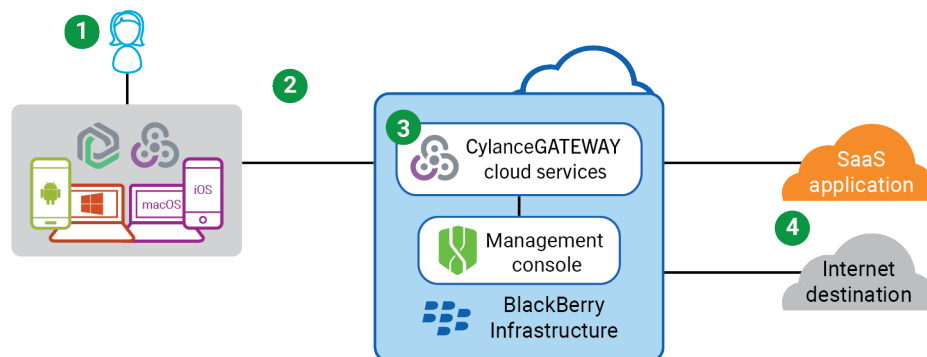 1
2
3
CylanceGATEWAY
cloud services
SaaS
application
iOS
macOS
Management
console
4
Internet
destination
BlackBerry
Infrastructure